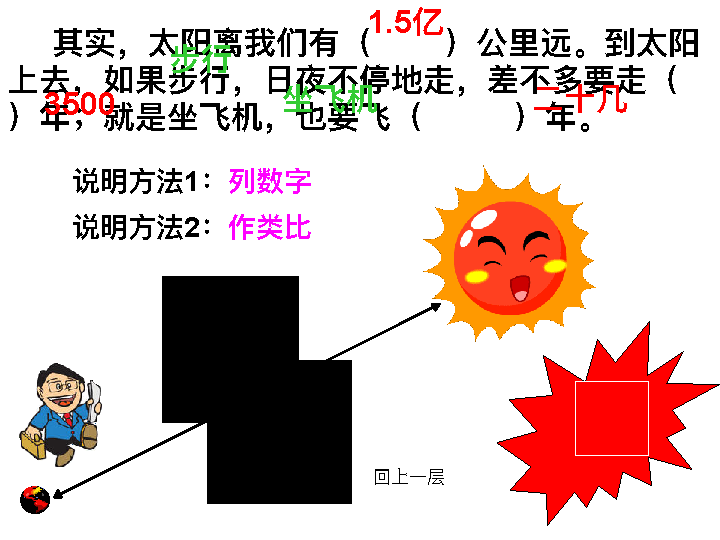 其实，太阳离我们有（1.5亿）公里远。到太阳
上去，如果步行，日夜不停地走，差不多要走（
3500）年；就是坐飞机，也要飞（二十几）年。
步行
坐飞机
说明方法1：列数字
说明方法2：作类比
回上一层